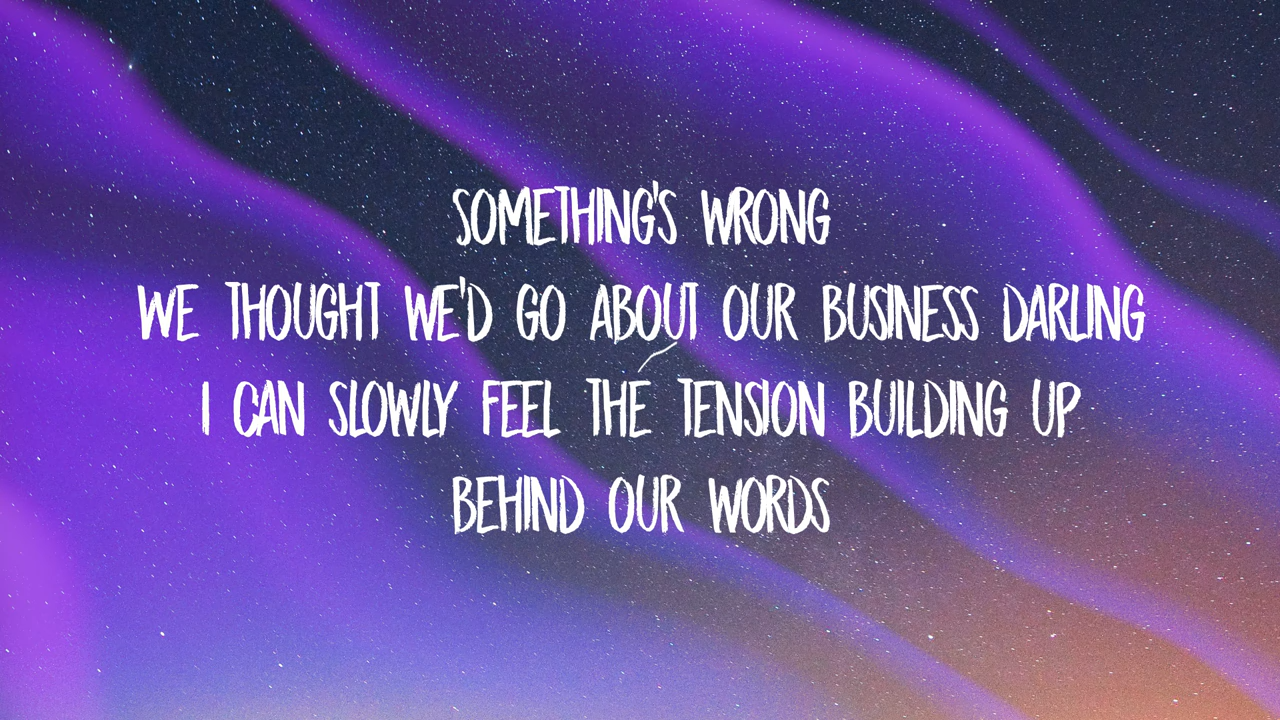 SOMETHING'S WRONG
WE THOUGHT WE'D GO ABOUT OUR BUSINESS DARLING
I CAN SLOWLY FEEL THE TENSION BUILDING UP
BEHIND OUR WORDS